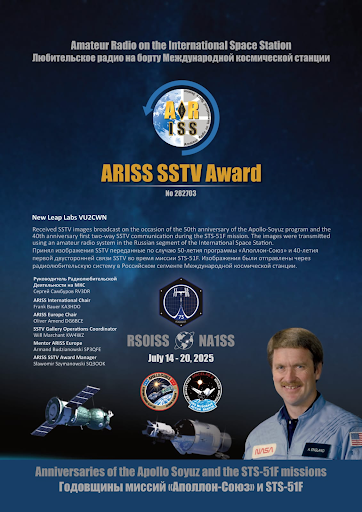 Amateur Radio on the International Space Station
Любительское радио на борту Международной космической станции
AR
ISS
ARISS SSTV Award
No 282703
New Leap Labs VU2CWN
Received SSTV images broadcast on the occasion of the 50th anniversary of the Apollo-Soyuz program and the
40th anniversary first two-way SSTV communication during the STS-51F mission. The images were transmitted
using an amateur radio system in the Russian segment of the International Space Station.
Принял изображения SSTV переданные по случаю 50-летия программы «Аполлон-Союз» и 40-летия
первой двусторонней связи SSTV во время миссии STS-51F. Изображения были отправлены через
радиолюбительскую систему в Российском сегменте Международной космической станции.
Руководитель Радиолюбительской
Деятельности на МКС
Сергей Самбуров RV3DR
ARISS International Chair
Frank Bauer KA3HDO
ARISS Europe Chair
Oliver Amend DG6BCE
SSTV Gallery Operations Coordinator
Will Marchant KW4WZ
Mentor ARISS Europe
Armand Budzianowski SP3QFE
ARISS SSTV Award Manager
Slawomir Szymanowski SQ3OOK
RS0ISS
NA1SS
July 14 - 20, 2025
NASA
Anniversaries of the Apollo Soyuz and the STS-51F missions
Годовщины миссий «Аполлон-Союз» и STS-51F